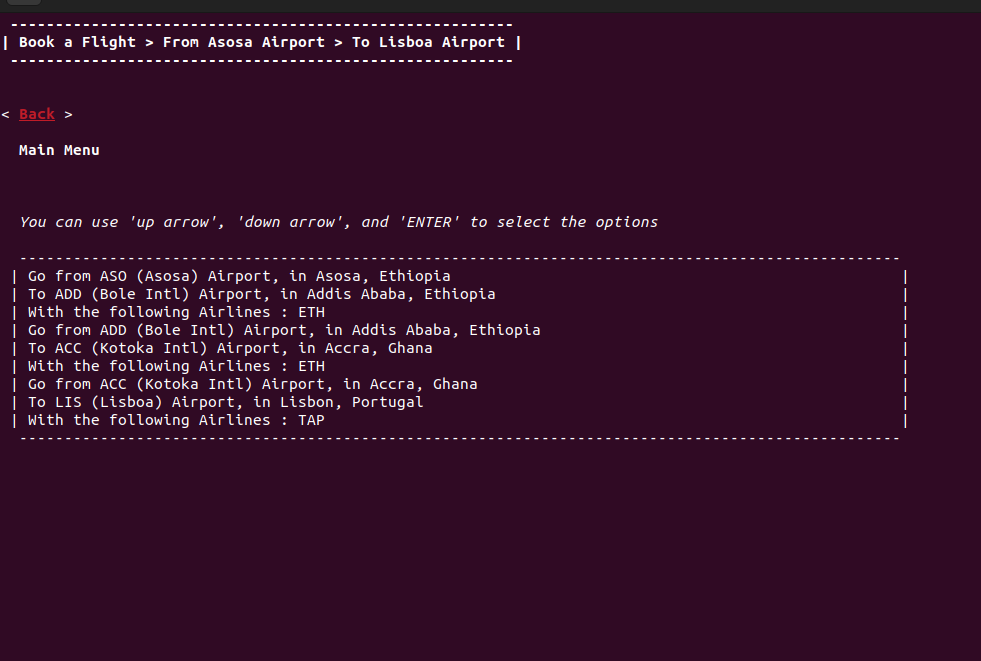 ---------------------------------------------------------
| Book a Flight > From Asosa Airport > To Lisboa Airport |
---------------------------------------------------------
< Back >
Main Menu
You can use 'up arrow', 'down arrow', and 'ENTER' to select the options
--------------------------------------------------------------------------------------------------
| Go from ASO (Asosa) Airport, in Asosa, Ethiopia |
| To ADD (Bole Intl) Airport, in Addis Ababa, Ethiopia |
| With the following Airlines : ETH |
| Go from ADD (Bole Intl) Airport, in Addis Ababa, Ethiopia |
| To ACC (Kotoka Intl) Airport, in Accra, Ghana |
| With the following Airlines : ETH |
| Go from ACC (Kotoka Intl) Airport, in Accra, Ghana |
| To LIS (Lisboa) Airport, in Lisbon, Portugal |
| With the following Airlines : TAP |
--------------------------------------------------------------------------------------------------